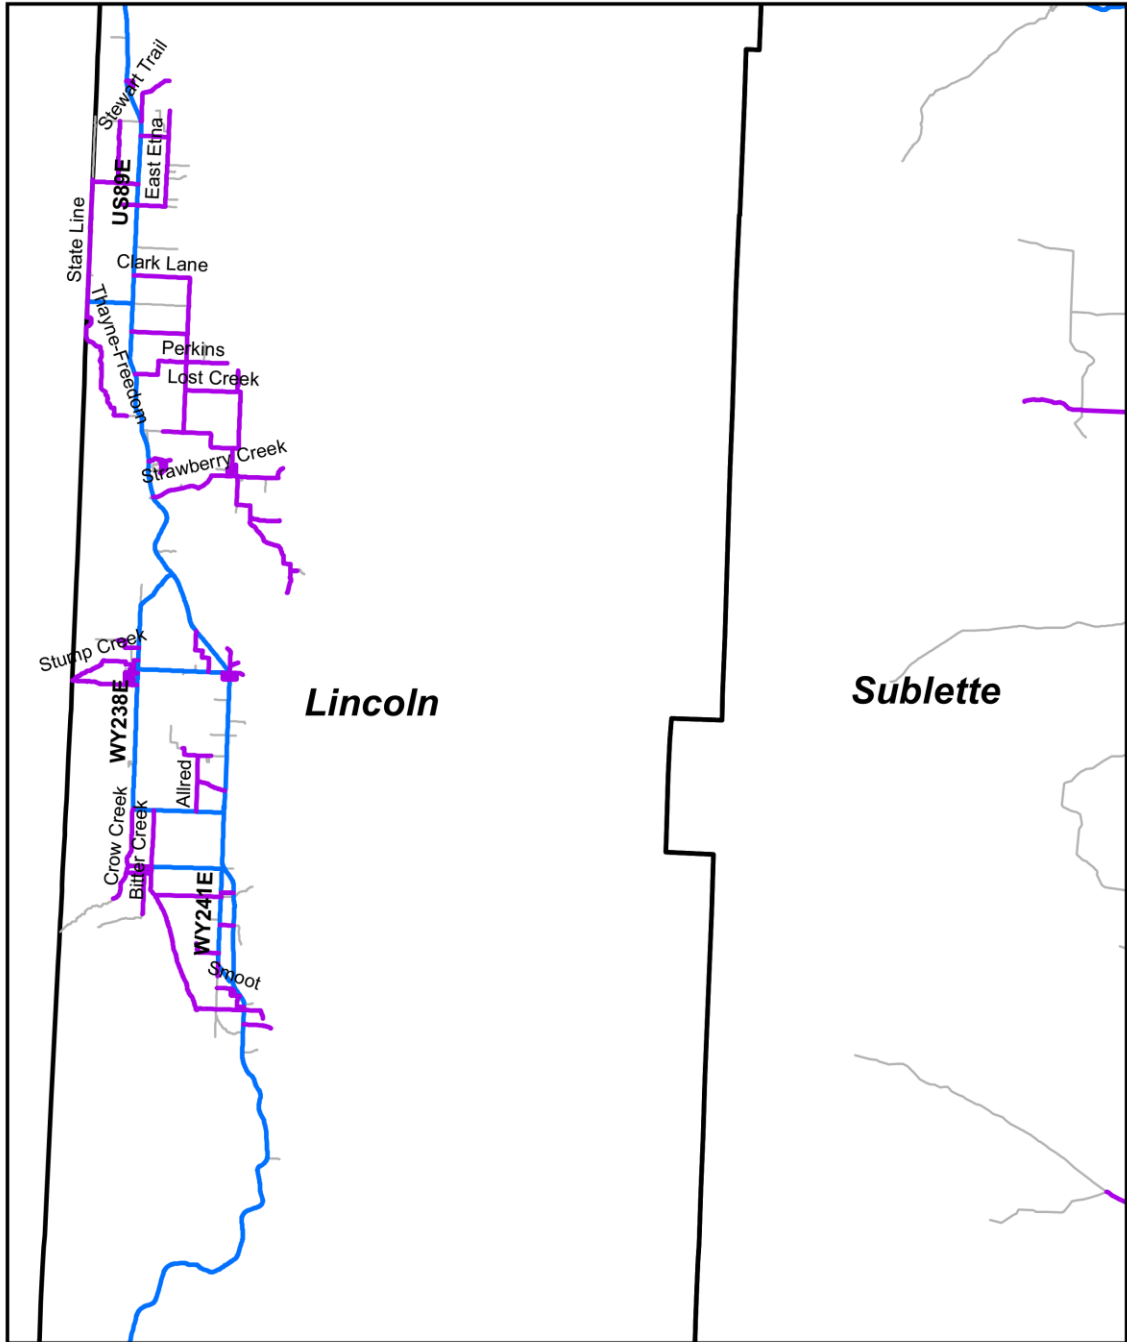 Stewart Trail
US89E
East Etna
State Line
Clark Lane
Thayne-Freedom
Perkins
Lost Creek
Strawberry Creek
Stump Creek
Lincoln
Sublette
WY238E
Allred
Crow Creek
Bitter Creek
WY241E
Smoot